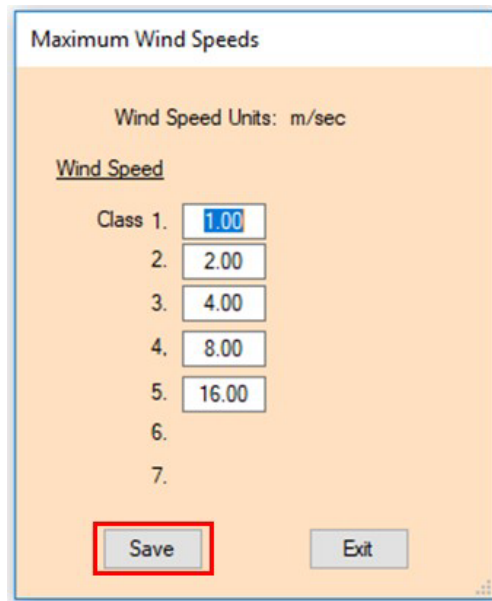 Maximum Wind Speeds
Wind Speed Units: m/sec
Wind Speed
Class 1. 1.00
2. 2.00
3. 4.00
4. 8.00
5. 16.00
6.
7.
Save Exit